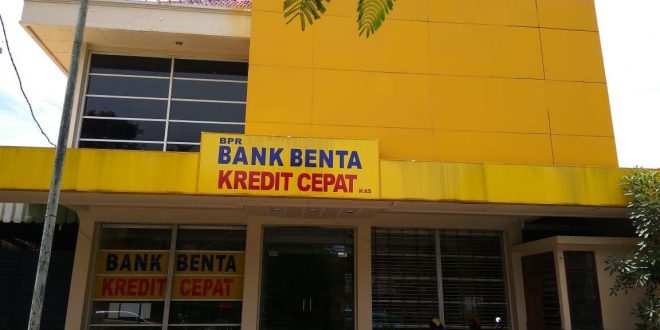 BPR
BANK BENTA
KREDIT CEPAT
KAS
BANK BENTA
KREDIT CEPAT